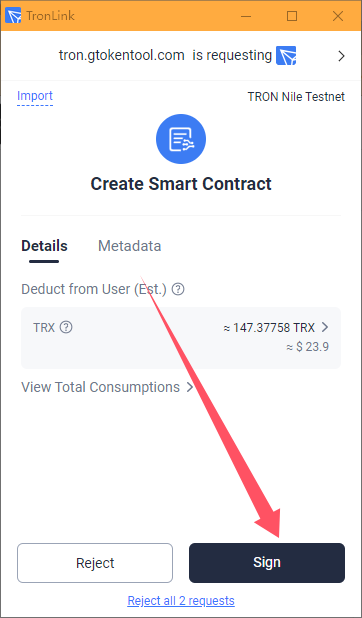 TronLink
tron.gtokentool.com is requesting
Import
TRON Nile Testnet
Create Smart Contract
Details Metadata
Deduct from User (Est.) ?
TRX ? ≈ 147.37758 TRX >
≈ $ 23.9
View Total Consumptions >
Reject Sign
Reject all 2 requests